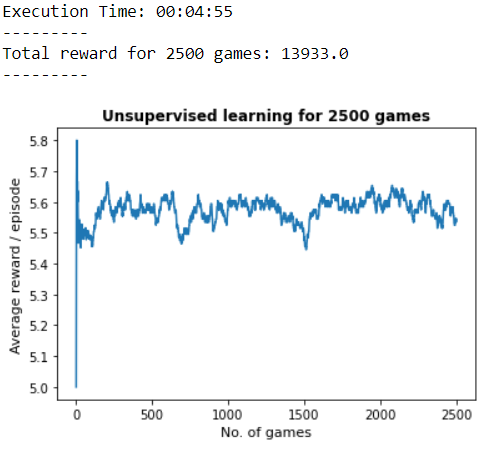 Execution Time: 00:04:55
---------
Total reward for 2500 games: 13933.0
---------
Unsupervised learning for 2500 games
Average reward / episode
5.8
5.7
5.6
5.5
5.4
5.3
5.2
5.1
5.0
0 500 1000 1500 2000 2500
No. of games